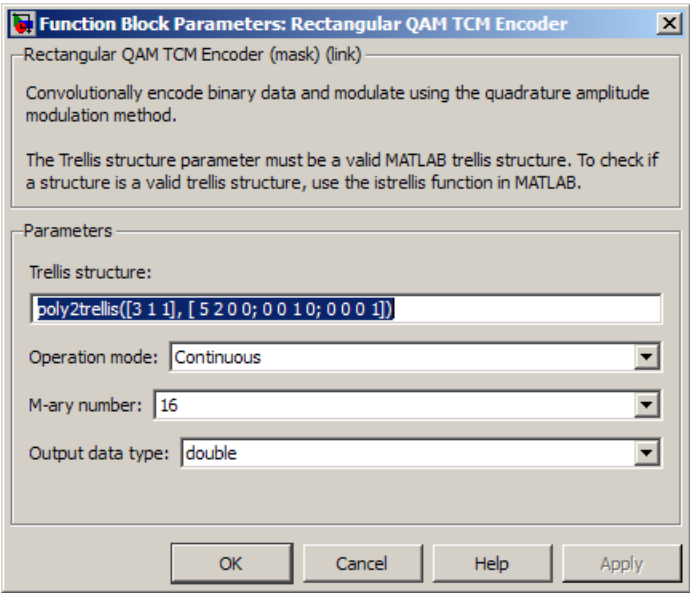 Function Block Parameters: Rectangular QAM TCM Encoder
Rectangular QAM TCM Encoder (mask) (link)
Convolutionally encode binary data and modulate using the quadrature amplitude
modulation method.
The Trellis structure parameter must be a valid MATLAB trellis structure. To check if
a structure is a valid trellis structure, use the istrellis function in MATLAB.
Parameters
Trellis structure:
poly2trellis([3 1 1], [ 5 2 0 0; 0 0 1 0; 0 0 0 1])
Operation mode: Continuous
M-ary number: 16
Output data type: double
OK Cancel Help Apply